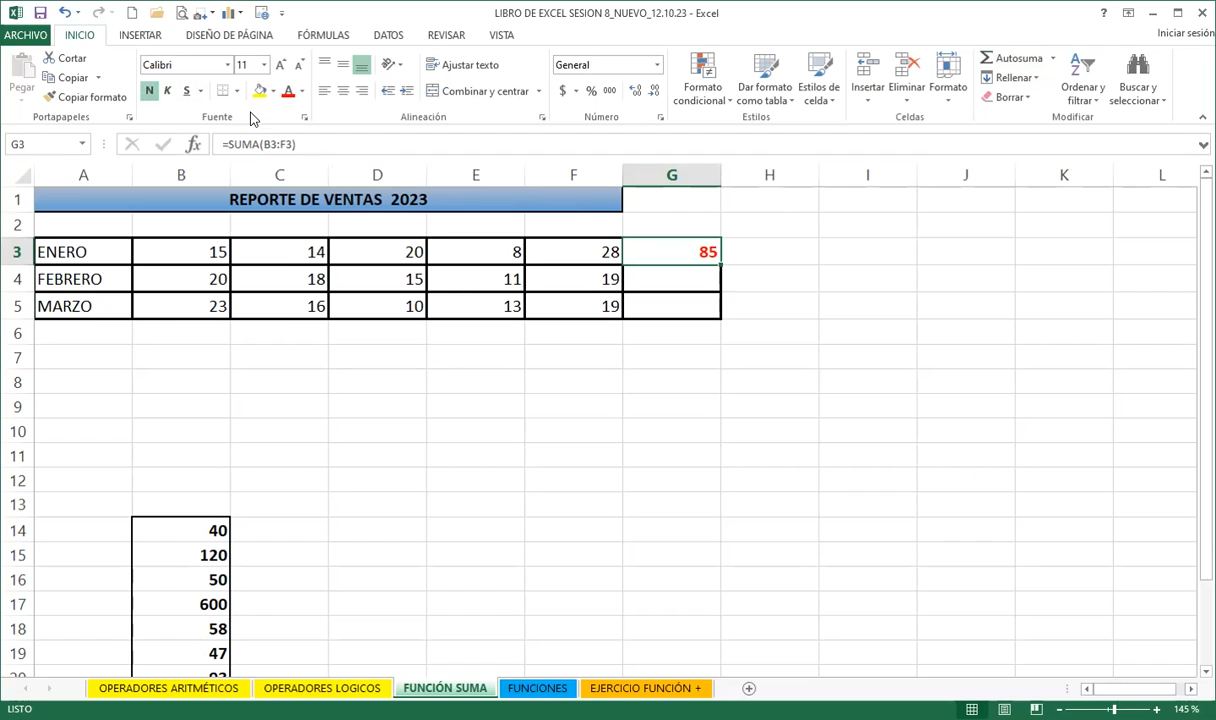 LIBRO DE EXCEL SESION 8_NUEVO_12.10.23 - Excel
?
ARCHIVO INICIO INSERTAR DISEÑO DE PÁGINA FÓRMULAS DATOS REVISAR VISTA Iniciar sesión
Pegar
Cortar
Copiar
Copiar formato
Portapapeles
Calibri 11
N K S
Fuente
Ajustar texto
Combinar y centrar
Alineación
General
$ % 000
Número
Formato condicional
Dar formato como tabla
Estilos de celda
Estilos
Insertar Eliminar Formato
Celdas
Autosuma
Rellenar
Borrar
Ordenar y filtrar
Buscar y seleccionar
Modificar
G3 fx =SUMA(B3:F3)
A B C D E F G H I J K L
1 REPORTE DE VENTAS 2023
2
3 ENERO 15 14 20 8 28 85
4 FEBRERO 20 18 15 11 19
5 MARZO 23 16 10 13 19
6
7
8
9
10
11
12
13
14 40
15 120
16 50
17 600
18 58
19 47
OPERADORES ARITMÉTICOS OPERADORES LOGICOS FUNCIÓN SUMA FUNCIONES EJERCICIO FUNCIÓN +
LISTO 145 %